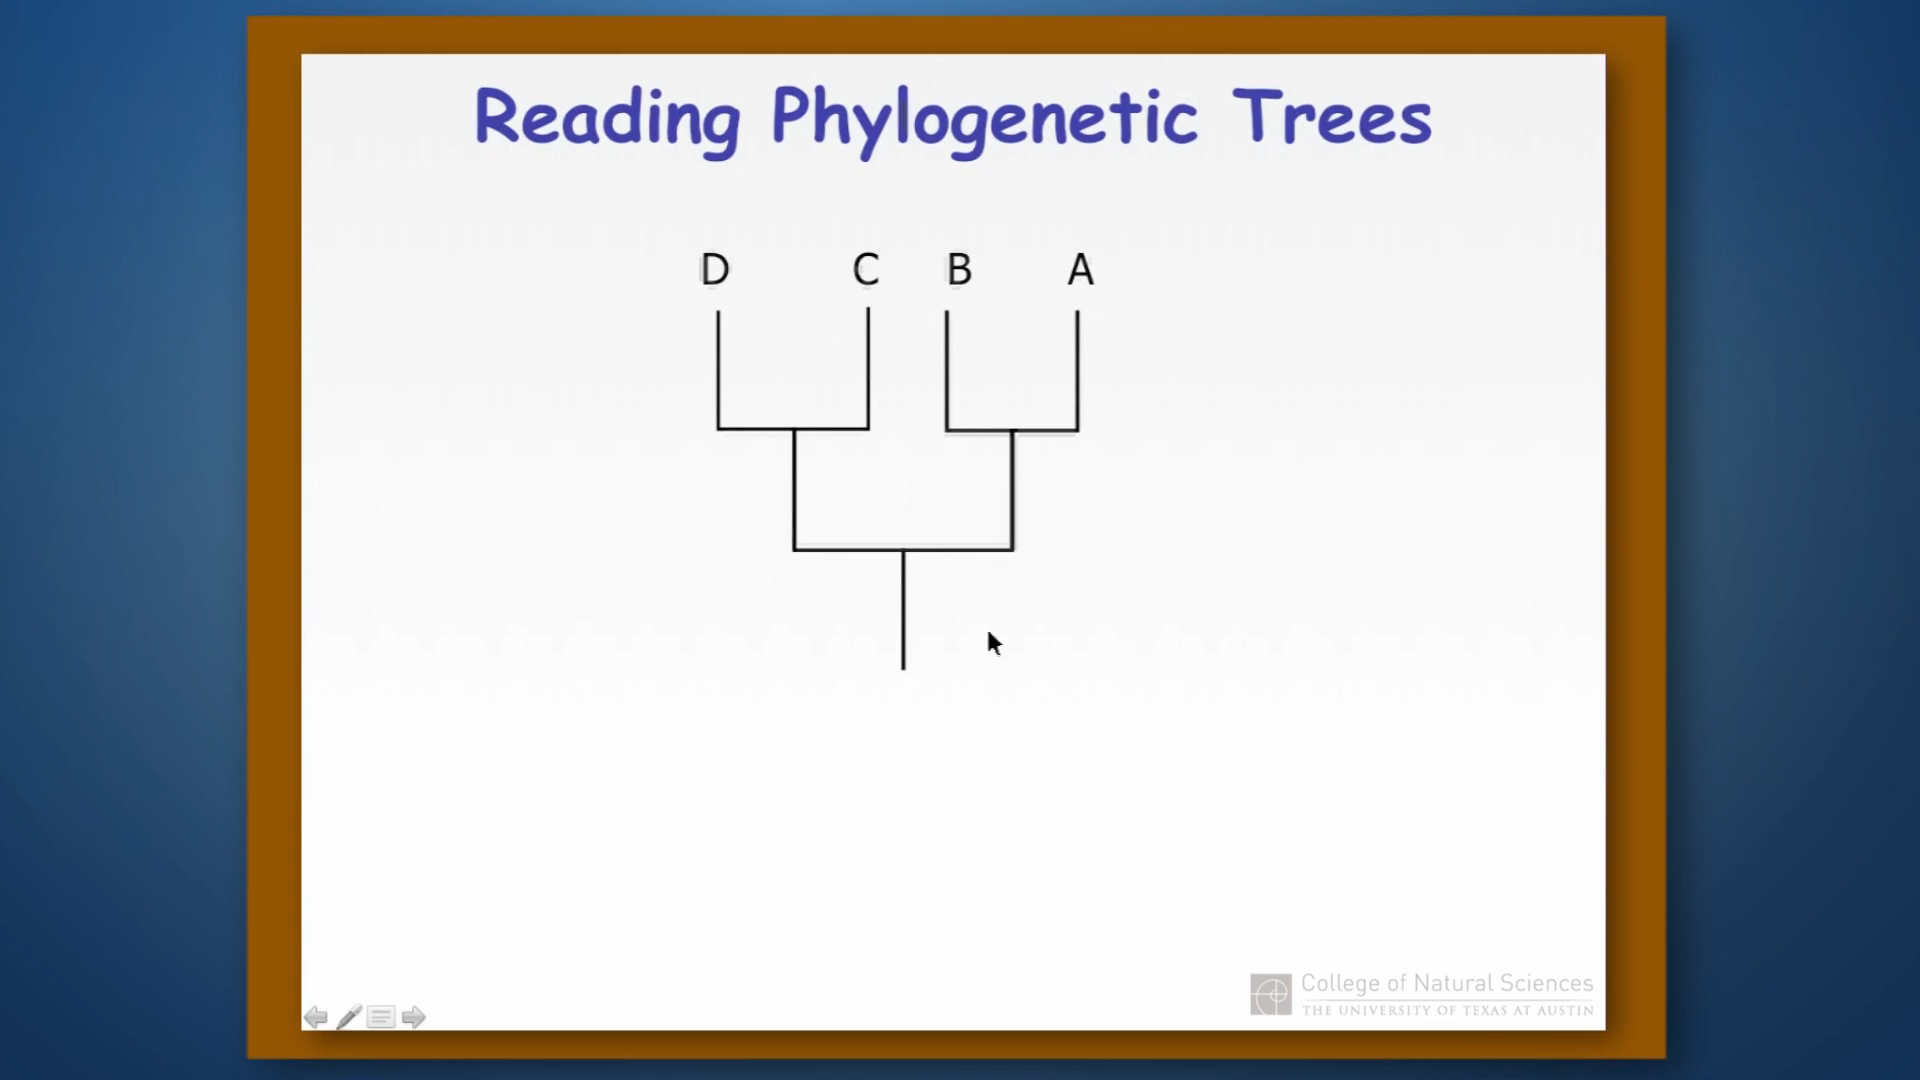 Reading Phylogenetic Trees
D C B A
College of Natural Sciences
THE UNIVERSITY OF TEXAS AT AUSTIN